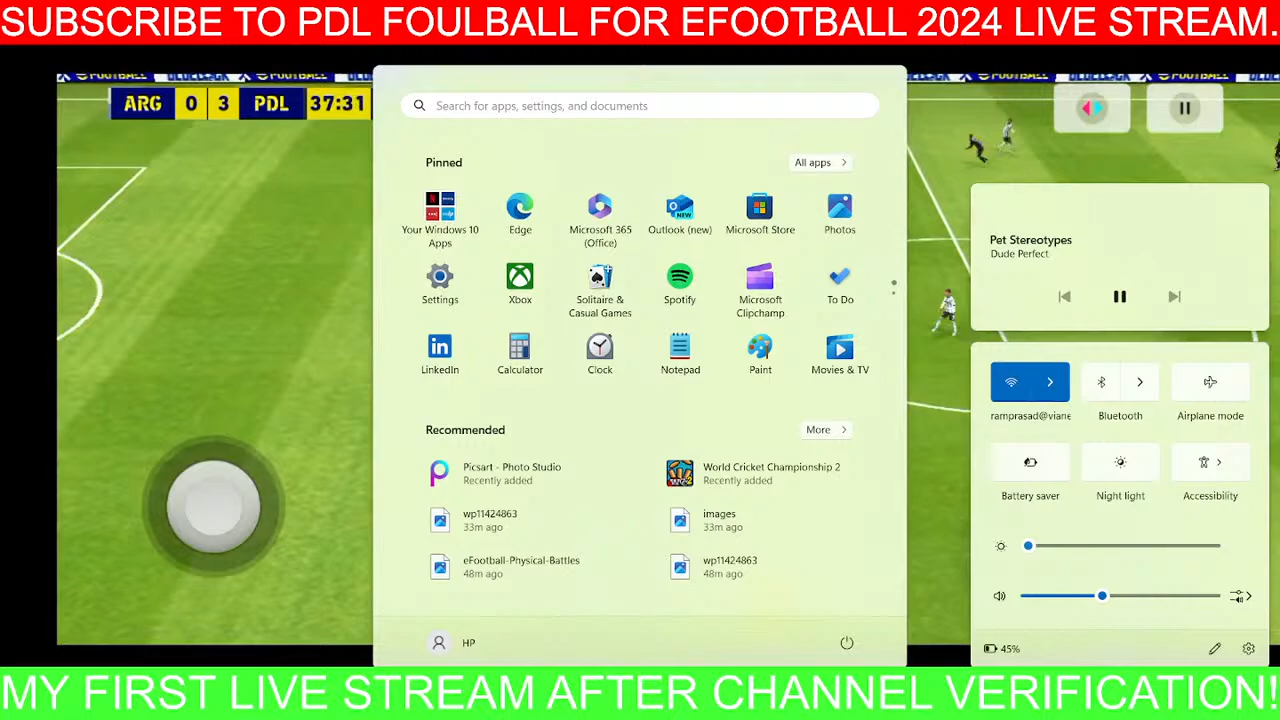 SUBSCRIBE TO PDL FOULBALL FOR EFOOTBALL 2024 LIVE STREAM.
ARG 0 3 PDL 37:31
Search for apps, settings, and documents
Pinned
All apps
Your Windows 10 Apps
Edge
Microsoft 365 (Office)
Outlook (new)
Microsoft Store
Photos
Settings
Xbox
Solitaire & Casual Games
Spotify
Microsoft Clipchamp
To Do
LinkedIn
Calculator
Clock
Notepad
Paint
Movies & TV
Recommended
More
Picsart - Photo Studio
Recently added
World Cricket Championship 2
Recently added
wp11424863
33m ago
images
33m ago
eFootball-Physical-Battles
48m ago
wp11424863
48m ago
HP
Pet Stereotypes
Dude Perfect
ramprasad@viane
Bluetooth
Airplane mode
Battery saver
Night light
Accessibility
45%
MY FIRST LIVE STREAM AFTER CHANNEL VERIFICATION!